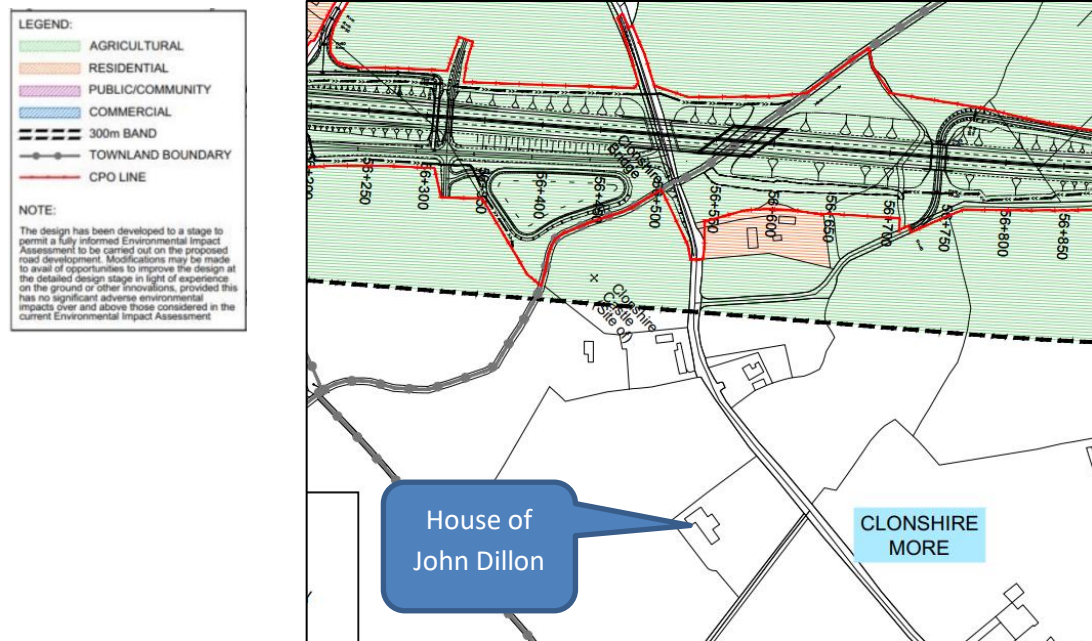 LEGEND:
AGRICULTURAL
RESIDENTIAL
PUBLIC/COMMUNITY
COMMERCIAL
300m BAND
TOWNLAND BOUNDARY
CPO LINE
NOTE:
The design has been developed to a stage to
permit a fully informed Environmental Impact
Assessment to be carried out on the proposed
road development. Modifications may be made
to avail of opportunities to improve the design at
the detailed design stage in light of experience
on the ground or other innovations, provided this
has no significant adverse environmental
impacts over and above those considered in the
current Environmental Impact Assessment
Clonshire
Bridge
56+250
56+300
56+400
56+500
56+550
56+600
56+650
56+700
56+750
56+800
56+850
Clonshire
Castle
Site of
House of
John Dillon
CLONSHIRE
MORE